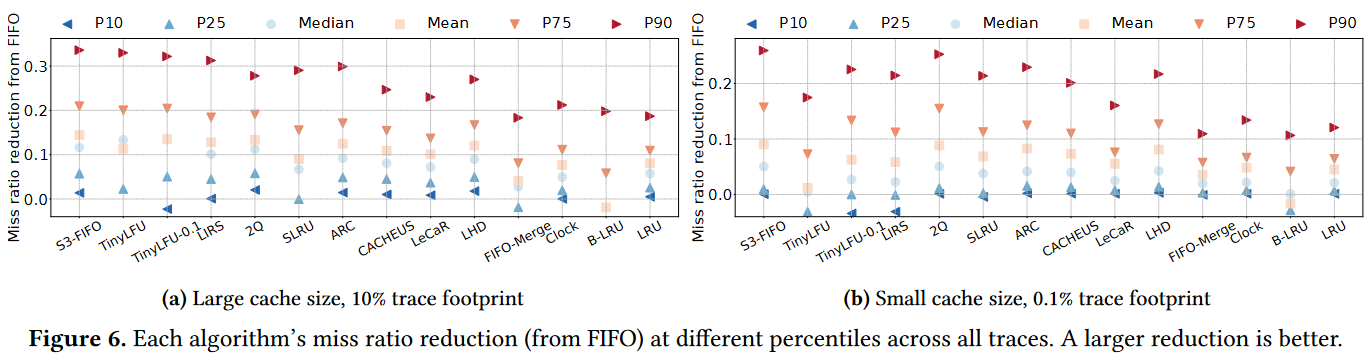 P10 P25 Median Mean P75 P90
Miss ratio reduction from FIFO
0.3
0.2
0.1
0.0
S3-FIFO TinyLFU TinyLFU-0.1 LIRS 2Q SLRU ARC CACHEUS LeCaR LHD FIFO-Merge Clock B-LRU LRU
(a) Large cache size, 10% trace footprint
P10 P25 Median Mean P75 P90
Miss ratio reduction from FIFO
0.2
0.1
0.0
S3-FIFO TinyLFU TinyLFU-0.1 LIRS 2Q SLRU ARC CACHEUS LeCaR LHD FIFO-Merge Clock B-LRU LRU
(b) Small cache size, 0.1% trace footprint
Figure 6. Each algorithm’s miss ratio reduction (from FIFO) at different percentiles across all traces. A larger reduction is better.